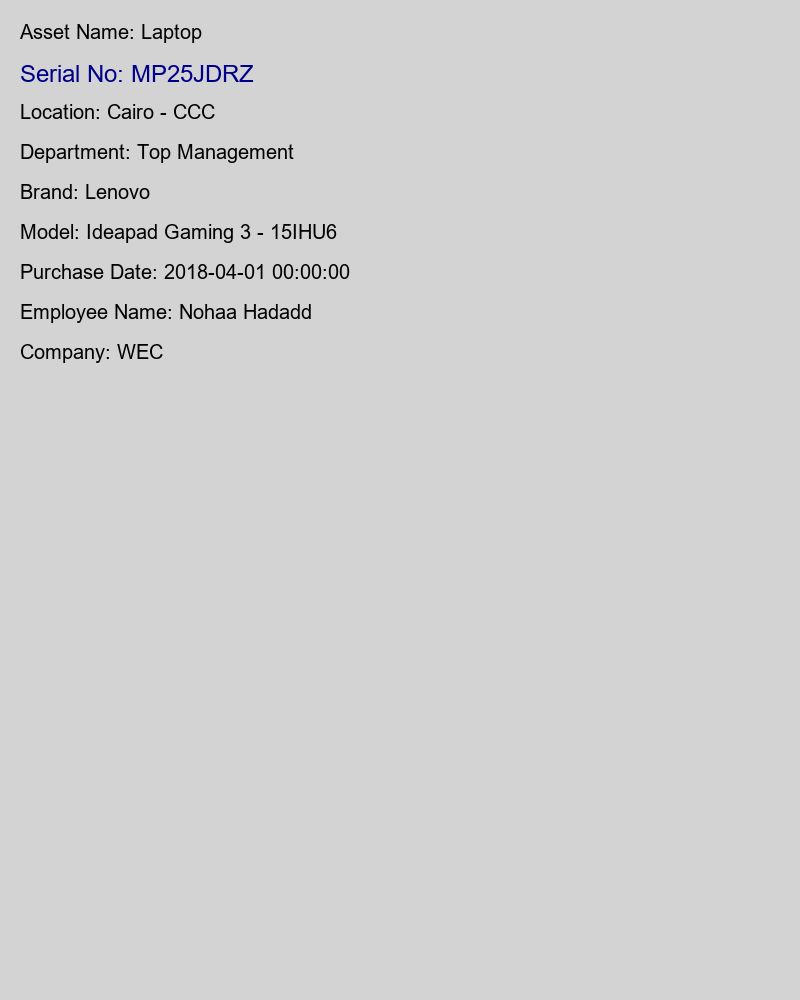 Asset Name: Laptop
Serial No: MP25JDRZ
Location: Cairo - CCC
Department: Top Management
Brand: Lenovo
Model: Ideapad Gaming 3 - 15IHU6
Purchase Date: 2018-04-01 00:00:00
Employee Name: Nohaa Hadadd
Company: WEC